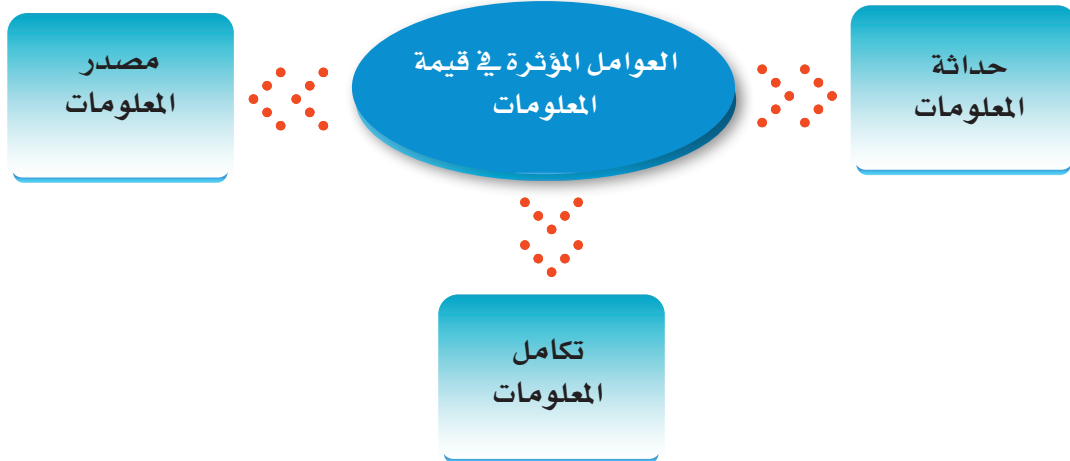 العوامل المؤثرة في قيمة
المعلومات
حداثة
المعلومات
مصدر
المعلومات
تكامل
المعلومات